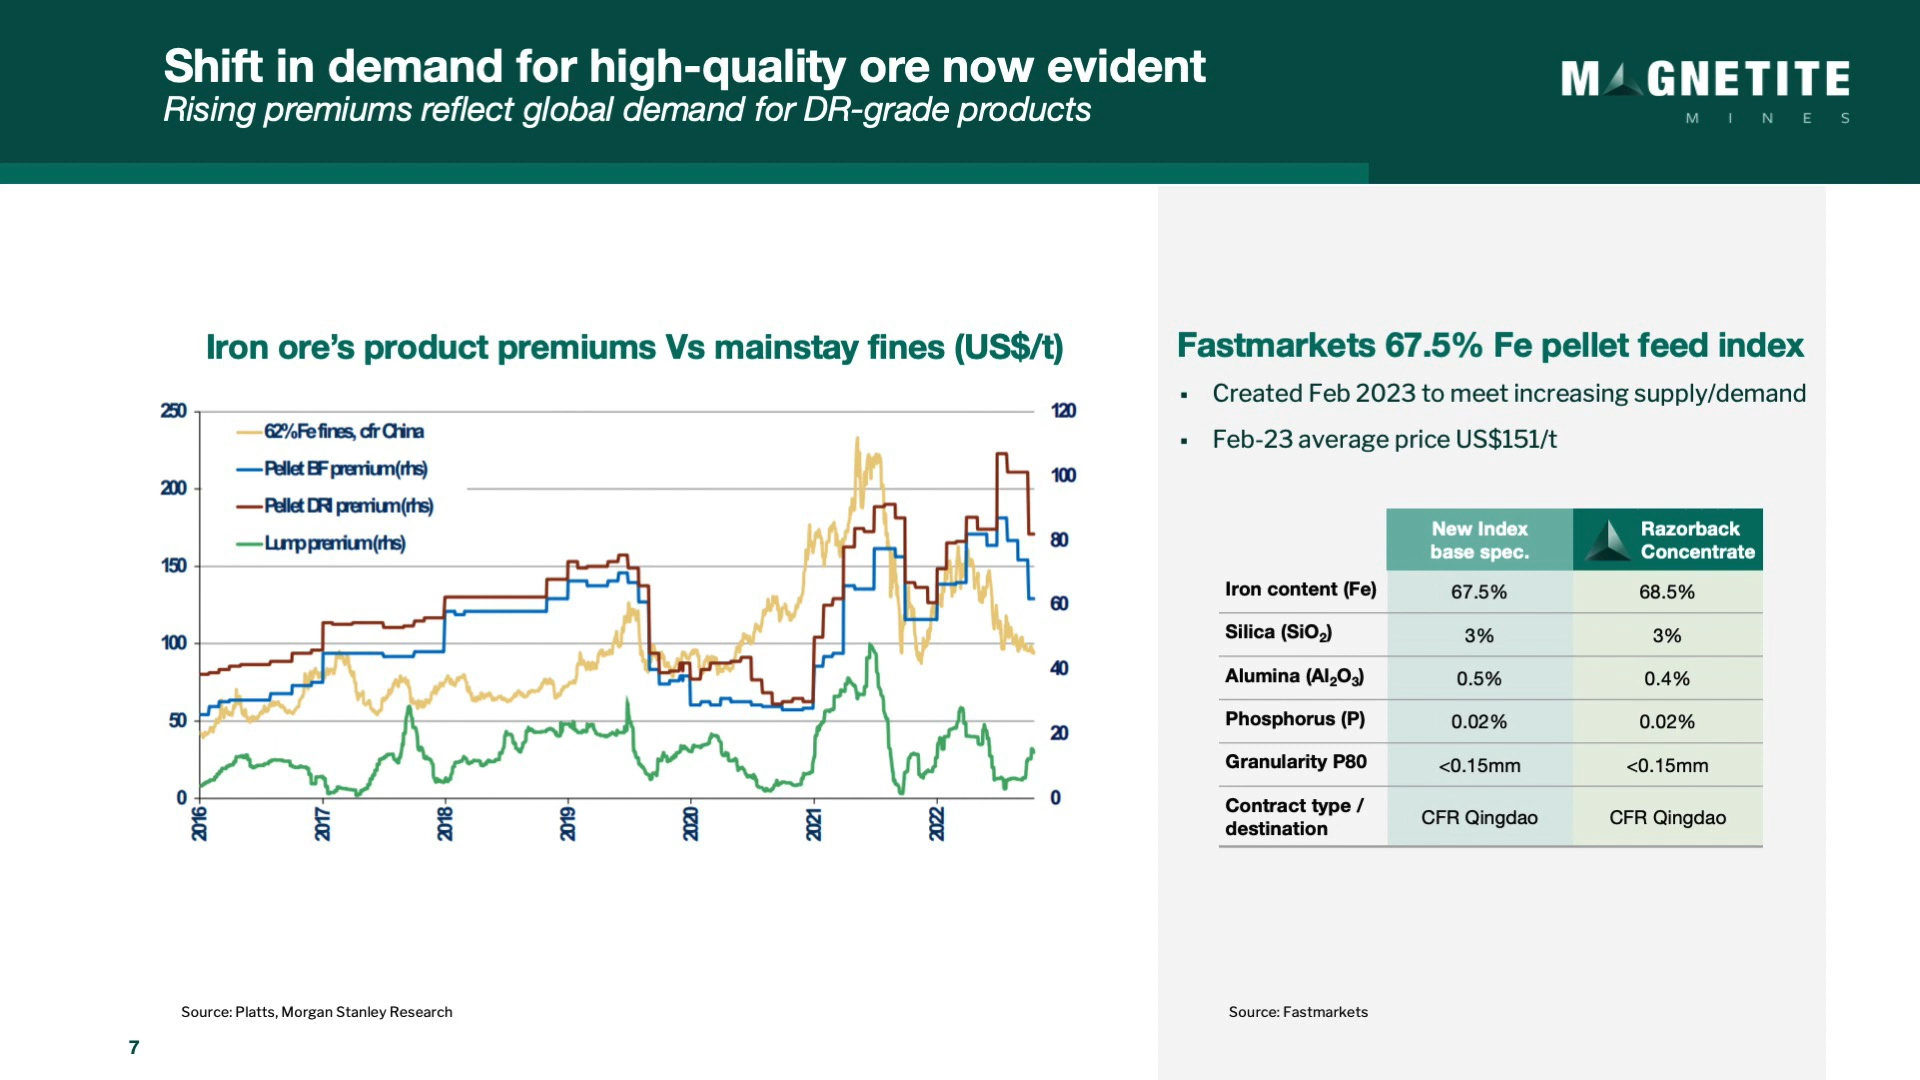 Shift in demand for high-quality ore now evident
Rising premiums reflect global demand for DR-grade products
MAGNETITE
MINES
Iron ore's product premiums Vs mainstay fines (US$/t)
250
200
150
100
50
0
120
100
80
60
40
20
0
62%Fe fines, cfr China
Pellet BF premium(rhs)
Pellet DRI premium(rhs)
Lump premium(rhs)
2016
2017
2018
2019
2020
2021
2022
Source: Platts, Morgan Stanley Research
7
Fastmarkets 67.5% Fe pellet feed index
▪ Created Feb 2023 to meet increasing supply/demand
▪ Feb-23 average price US$151/t
New Index
base spec.
Razorback
Concentrate
Iron content (Fe) 67.5% 68.5%
Silica (SiO₂) 3% 3%
Alumina (Al₂O₃) 0.5% 0.4%
Phosphorus (P) 0.02% 0.02%
Granularity P80 <0.15mm <0.15mm
Contract type /
destination
CFR Qingdao CFR Qingdao
Source: Fastmarkets